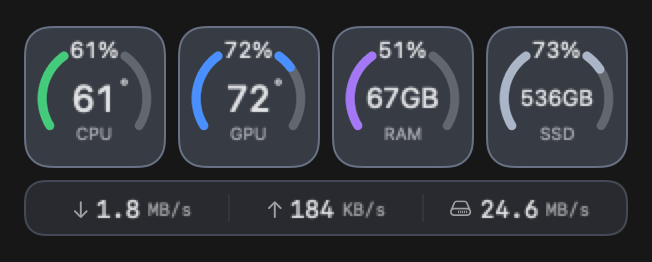 61% 72% 51% 73%
61° 72° 67GB 536GB
CPU GPU RAM SSD
↓ 1.8 MB/s ↑ 184 KB/s 24.6 MB/s